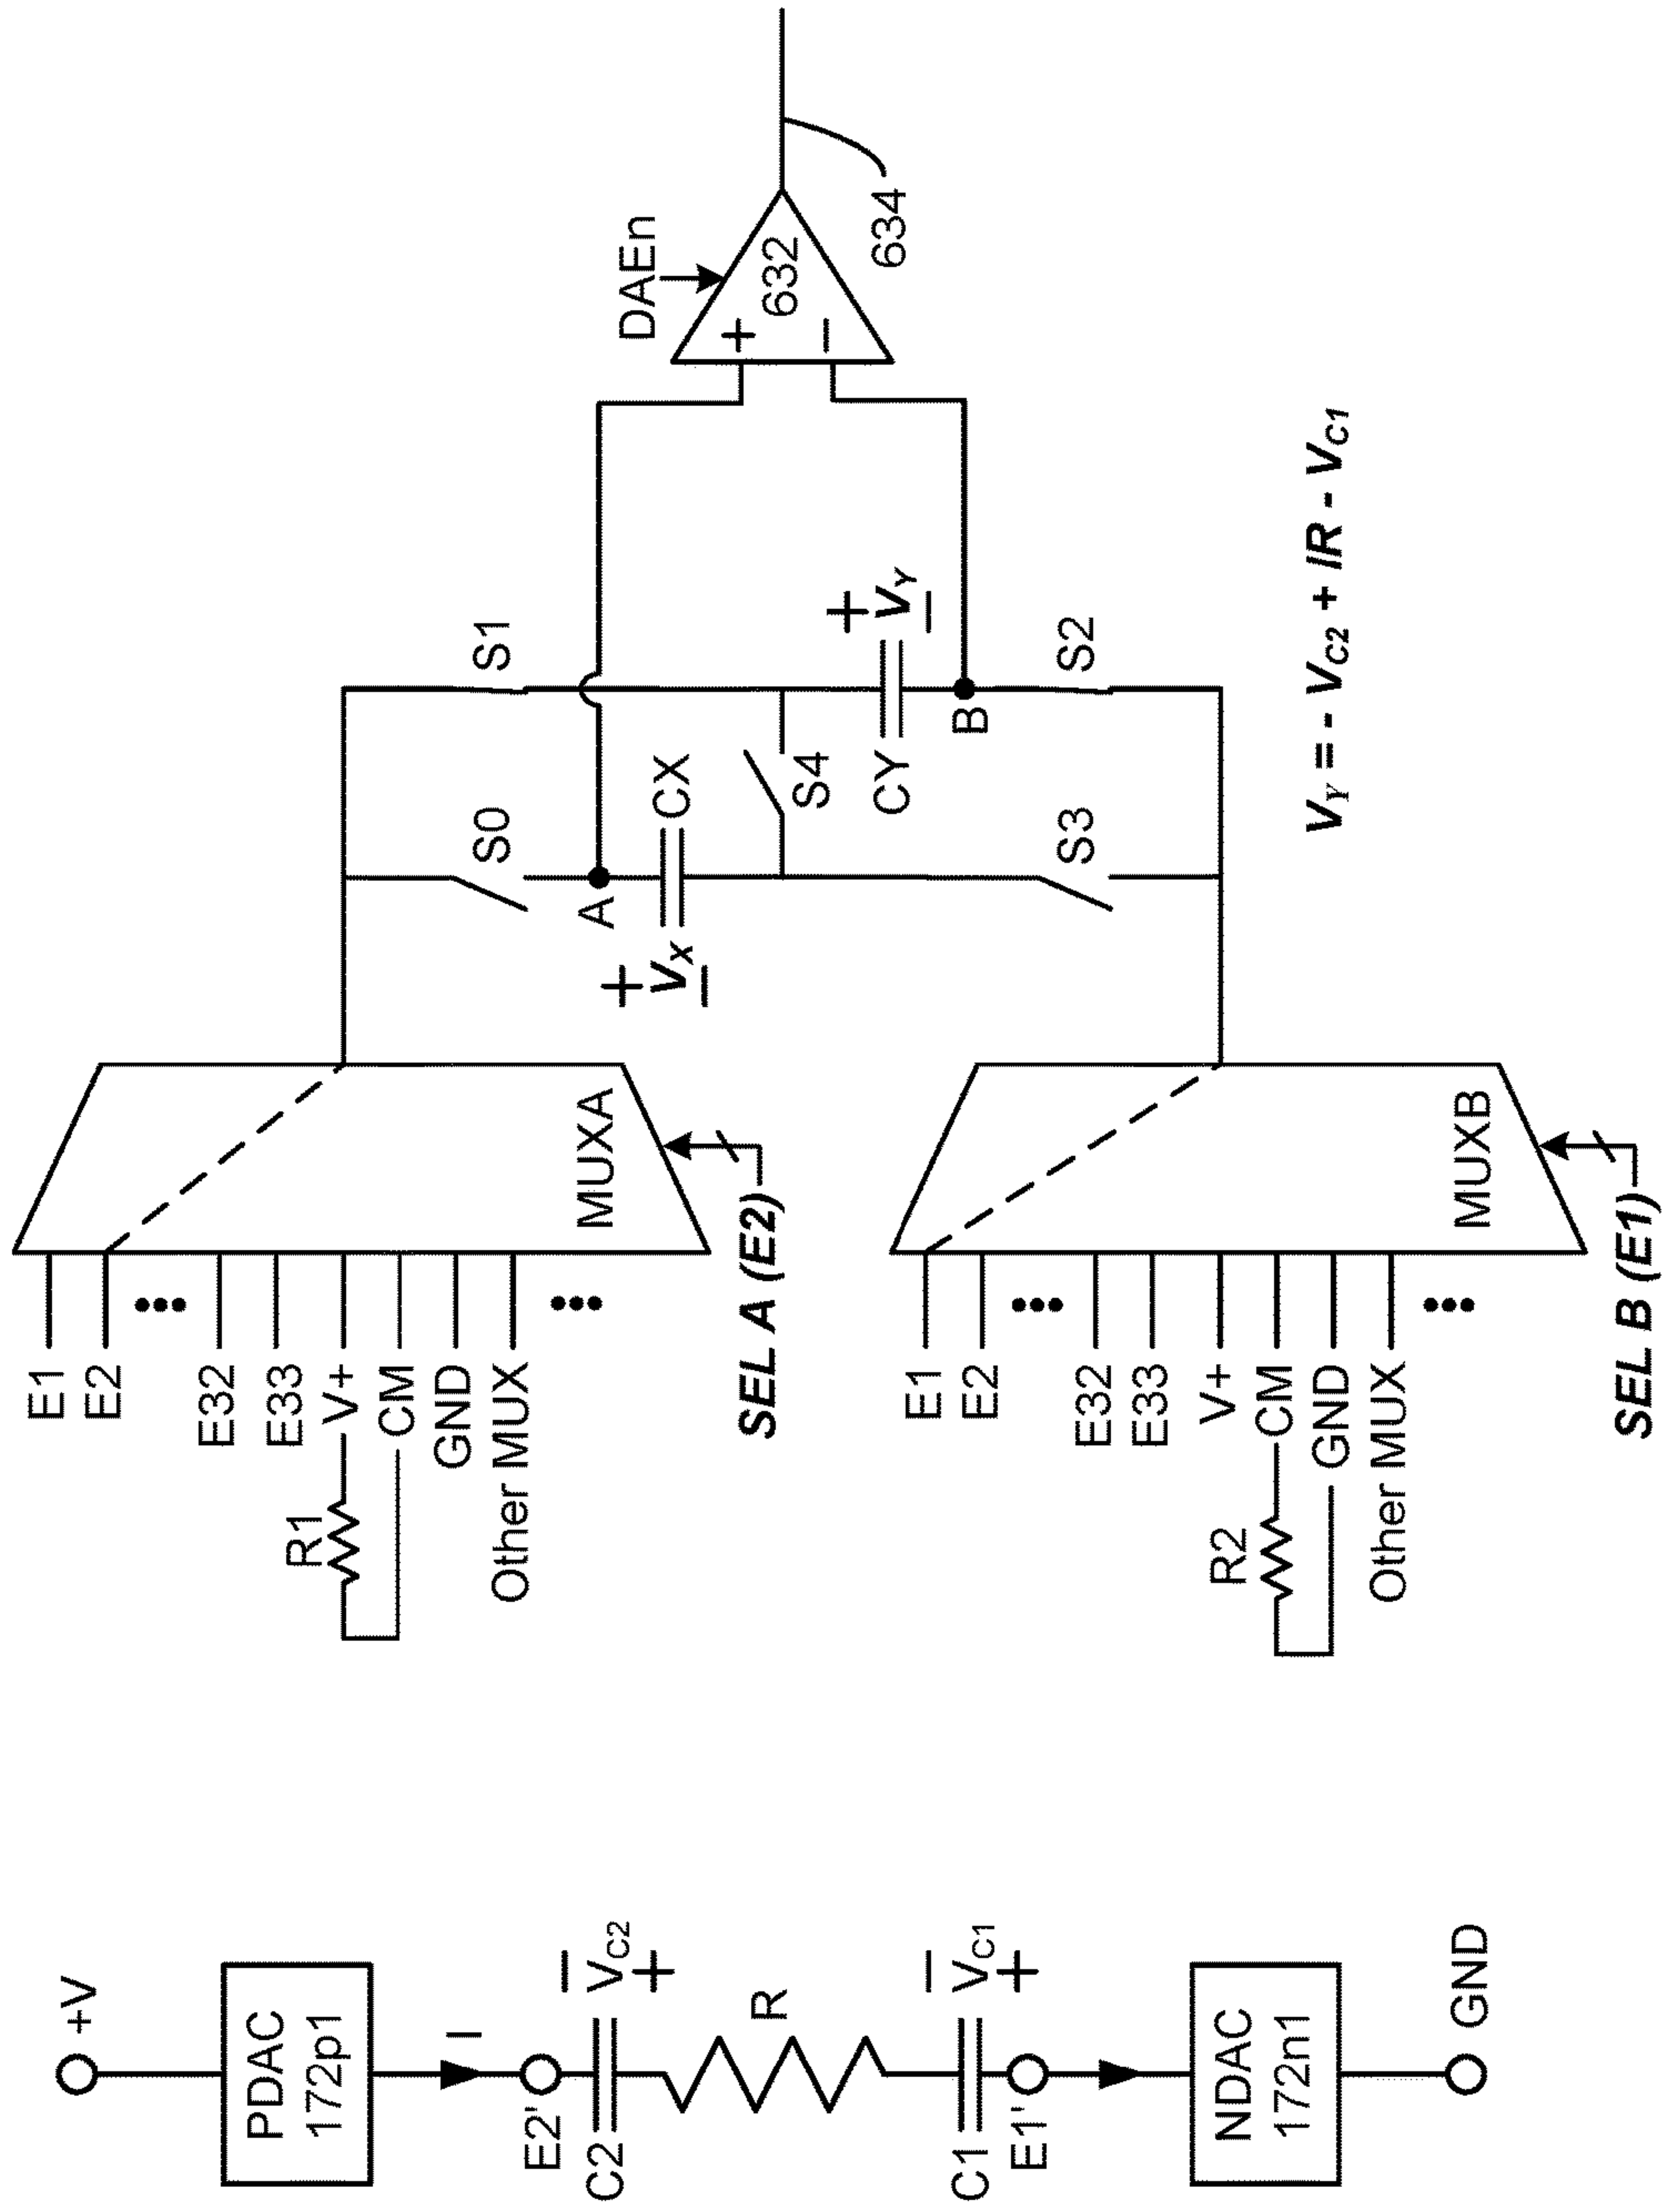 +V
PDAC
172p1
I
E2'
C2
− VC2 +
R
C1
− VC1 +
E1'
NDAC
172n1
GND
E1
E2
•••
E32
E33
V+
R1
CM
GND
Other MUX
•••
MUXA
SEL A (E2)
E1
E2
•••
E32
E33
V+
CM
R2
GND
Other MUX
•••
MUXB
SEL B (E1)
S0
S1
A
CX
+ VX −
S4
CY
+ VY −
B
S3
S2
DAEn
+
−
632
634
VY = - VC2 + IR - VC1